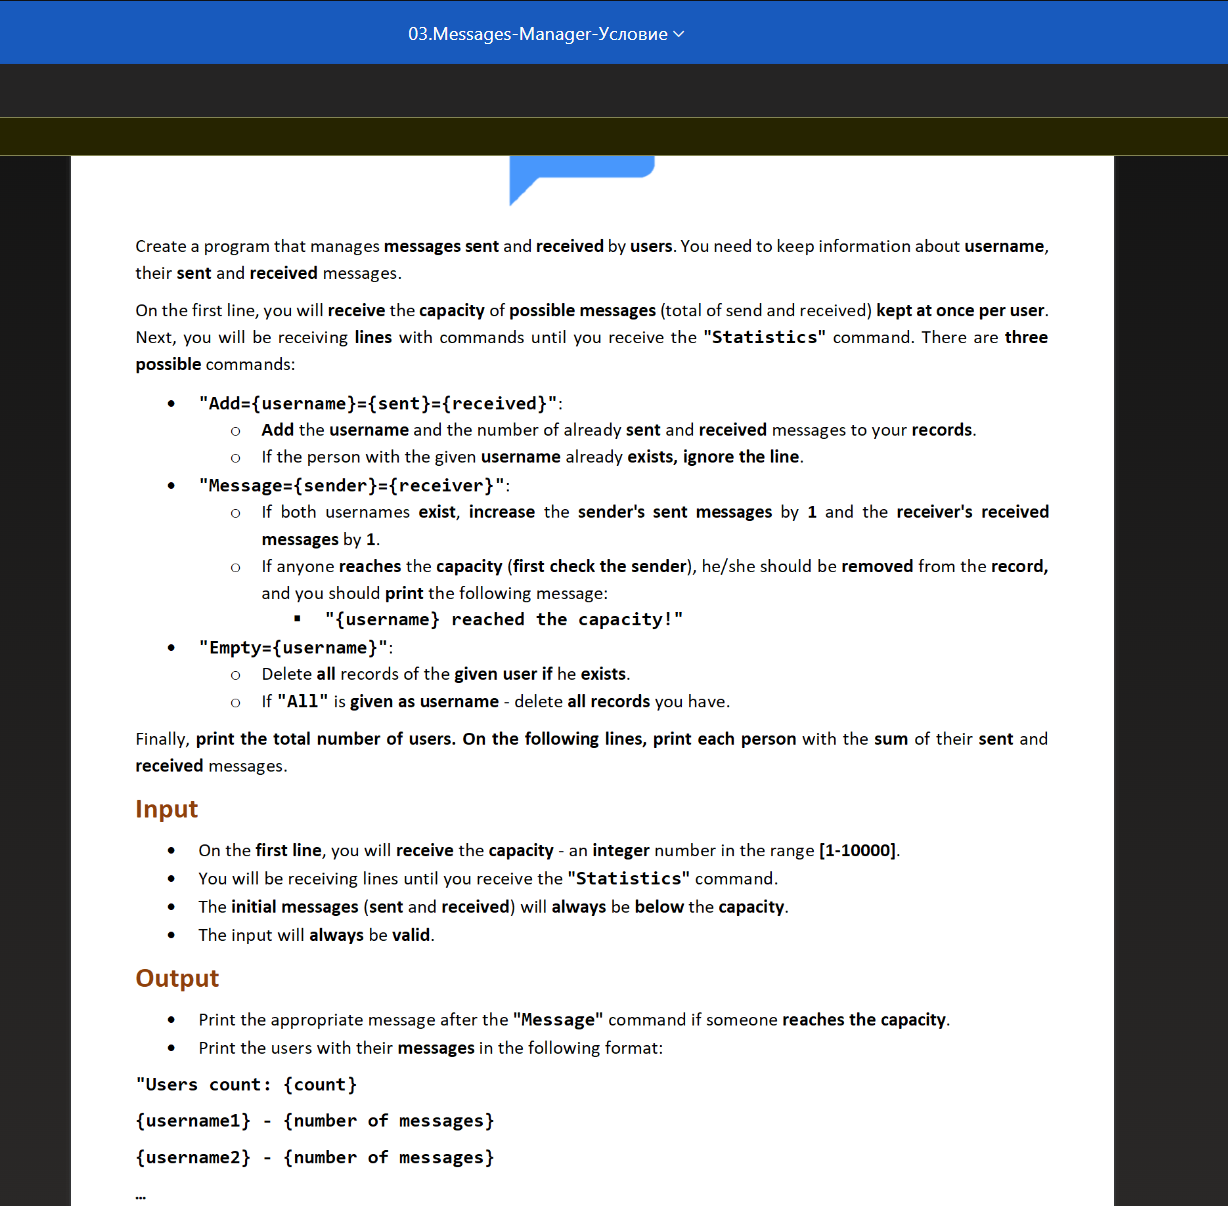 03.Messages-Manager-Условие
Create a program that manages messages sent and received by users. You need to keep information about username,
their sent and received messages.
On the first line, you will receive the capacity of possible messages (total of send and received) kept at once per user.
Next, you will be receiving lines with commands until you receive the "Statistics" command. There are three
possible commands:
• "Add={username}={sent}={received}":
o Add the username and the number of already sent and received messages to your records.
o If the person with the given username already exists, ignore the line.
• "Message={sender}={receiver}":
o If both usernames exist, increase the sender's sent messages by 1 and the receiver's received
messages by 1.
o If anyone reaches the capacity (first check the sender), he/she should be removed from the record,
and you should print the following message:
▪ "{username} reached the capacity!"
• "Empty={username}":
o Delete all records of the given user if he exists.
o If "All" is given as username - delete all records you have.
Finally, print the total number of users. On the following lines, print each person with the sum of their sent and
received messages.
Input
• On the first line, you will receive the capacity - an integer number in the range [1-10000].
• You will be receiving lines until you receive the "Statistics" command.
• The initial messages (sent and received) will always be below the capacity.
• The input will always be valid.
Output
• Print the appropriate message after the "Message" command if someone reaches the capacity.
• Print the users with their messages in the following format:
"Users count: {count}
{username1} - {number of messages}
{username2} - {number of messages}
…